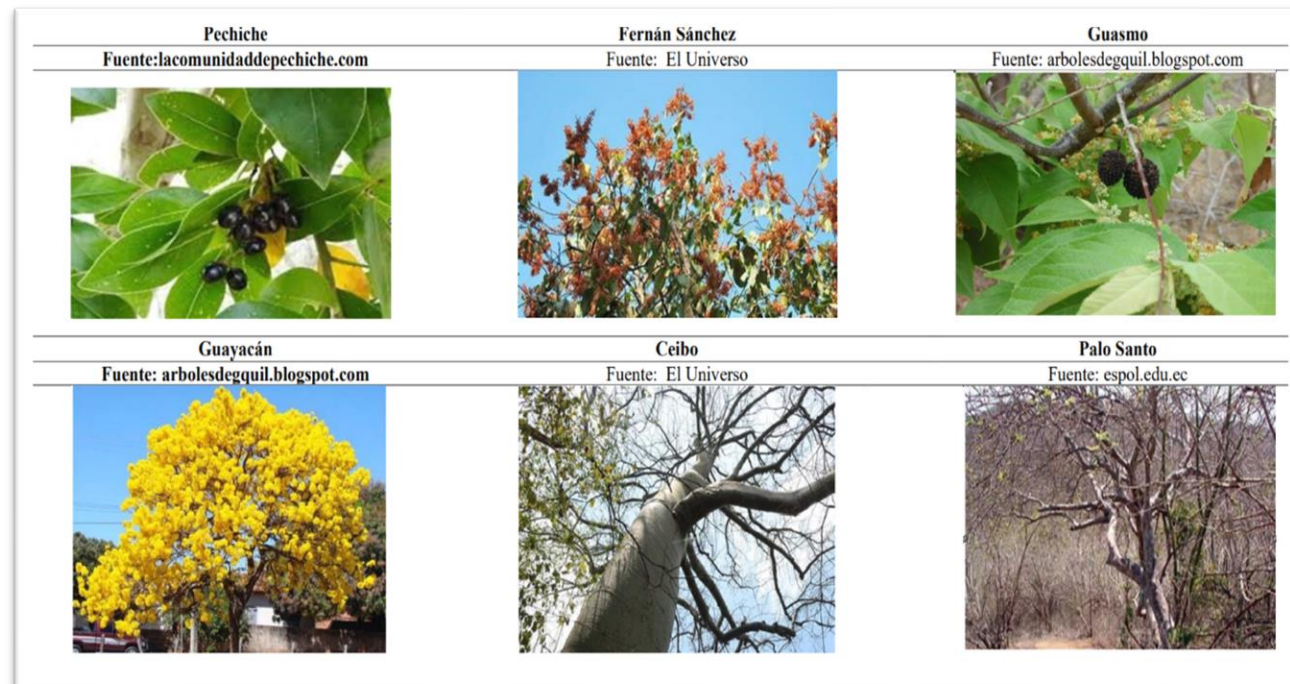 Pechiche
Fernán Sánchez
Guasmo
Fuente:lacomunidaddepechiche.com
Fuente: El Universo
Fuente: arbolesdegquil.blogspot.com
Guayacán
Ceibo
Palo Santo
Fuente: arbolesdegquil.blogspot.com
Fuente: El Universo
Fuente: espol.edu.ec